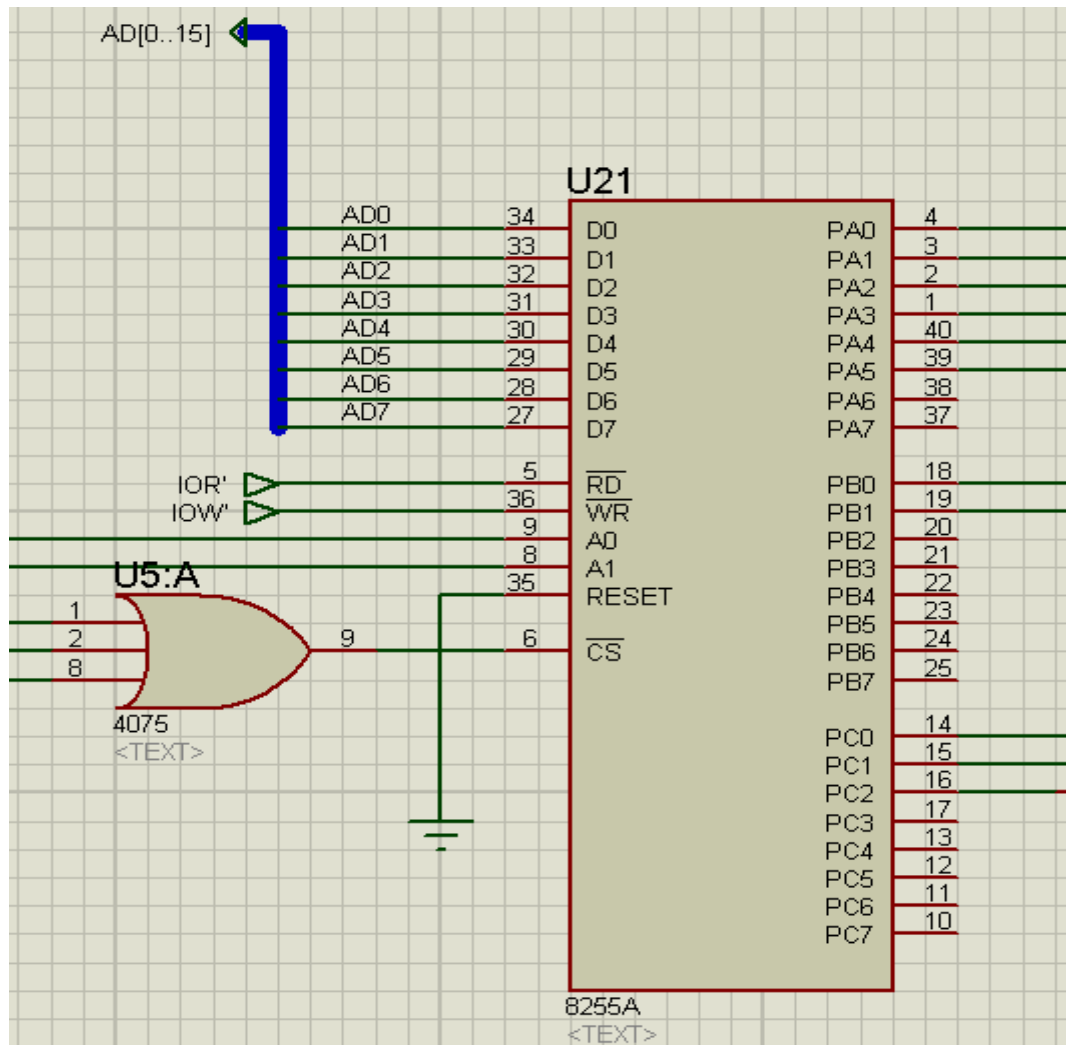 AD[0..15]
U21
AD0 34 D0 PA0 4
AD1 33 D1 PA1 3
AD2 32 D2 PA2 2
AD3 31 D3 PA3 1
AD4 30 D4 PA4 40
AD5 29 D5 PA5 39
AD6 28 D6 PA6 38
AD7 27 D7 PA7 37
IOR' 5 RD PB0 18
IOW' 36 WR PB1 19
9 A0 PB2 20
8 A1 PB3 21
U5:A 35 RESET PB4 22
1 PB5 23
2 9 6 CS PB6 24
8 PB7 25
4075
<TEXT>
PC0 14
PC1 15
PC2 16
PC3 17
PC4 13
PC5 12
PC6 11
PC7 10
8255A
<TEXT>